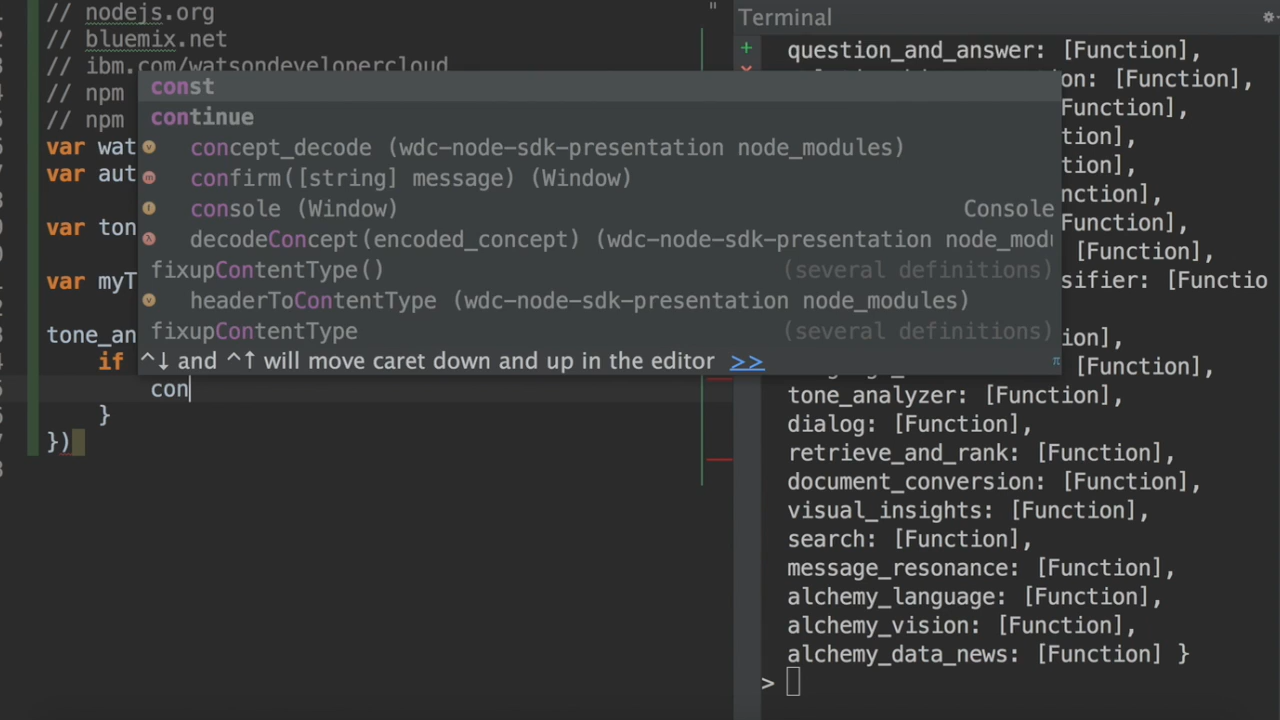 // nodejs.org
// bluemix.net
// ibm.com/watsondevelopercloud
// npm
// npm
var wat
var aut
var ton
var myT
tone_an
if
con
}
})
const
continue
concept_decode (wdc-node-sdk-presentation node_modules)
confirm([string] message) (Window)
console (Window) Console
decodeConcept(encoded_concept) (wdc-node-sdk-presentation node_modu
fixupContentType() (several definitions)
headerToContentType (wdc-node-sdk-presentation node_modules)
fixupContentType (several definitions)
^↓ and ^↑ will move caret down and up in the editor >>
Terminal
question_and_answer: [Function],
on: [Function],
Function],
tion],
tion],
nction],
Function],
[Function],
sifier: [Functio
ion],
[Function],
tone_analyzer: [Function],
dialog: [Function],
retrieve_and_rank: [Function],
document_conversion: [Function],
visual_insights: [Function],
search: [Function],
message_resonance: [Function],
alchemy_language: [Function],
alchemy_vision: [Function],
alchemy_data_news: [Function] }
>